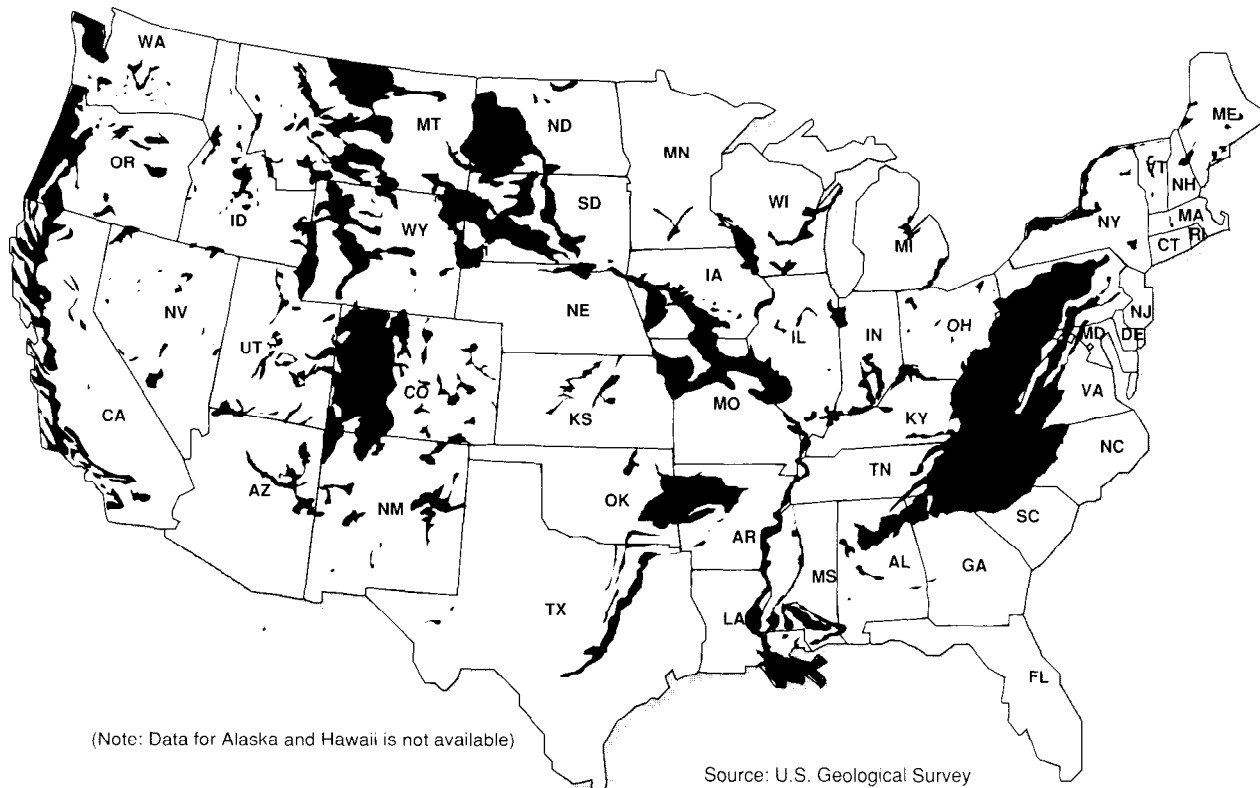 WA
ME
MT
ND
MN
VT
OR
NH
WI
ID
SD
NY
MA
WY
MI
RI
CT
IA
NE
NJ
NV
OH
IL
IN
MD
DE
UT
CO
VA
CA
MO
KS
KY
NC
TN
AZ
OK
NM
SC
AR
MS
AL
GA
TX
LA
FL
(Note: Data for Alaska and Hawaii is not available)
Source: U.S. Geological Survey